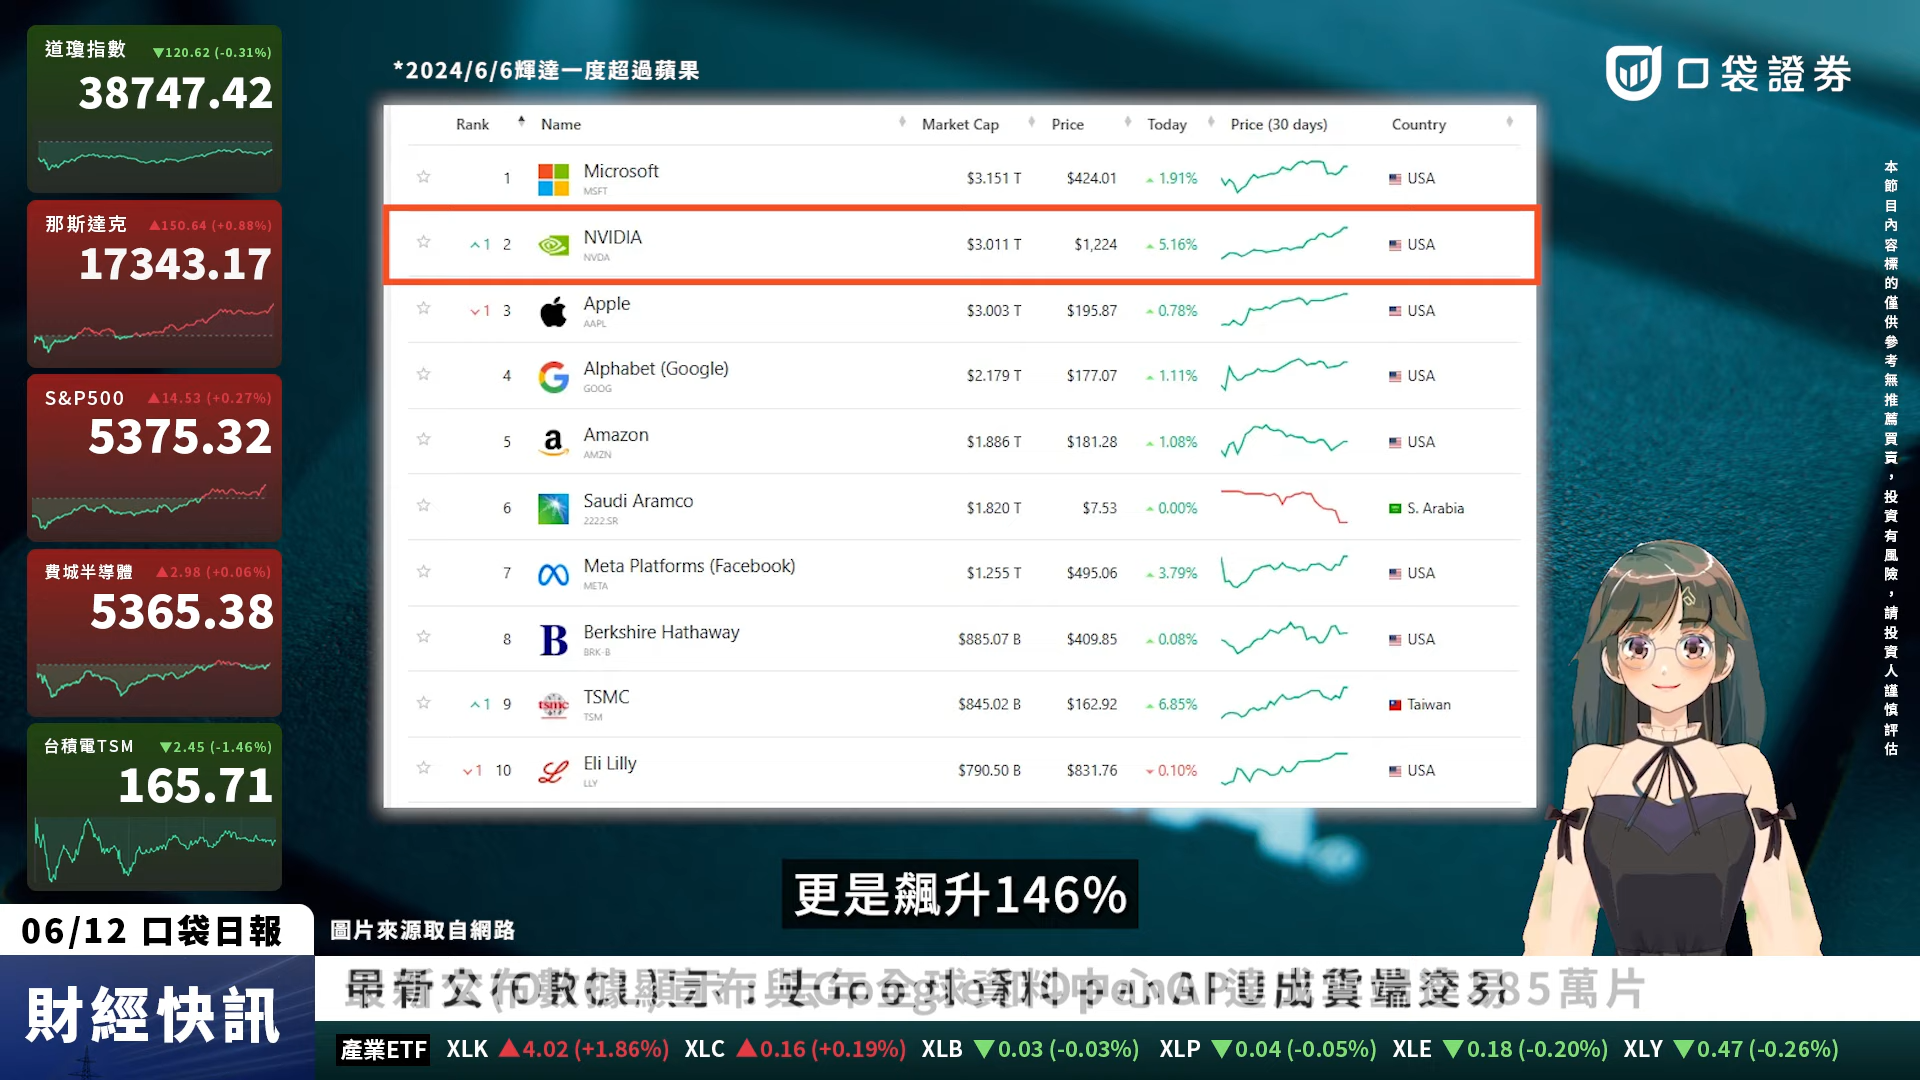 道瓊指數 ▼120.62 (-0.31%)
38747.42
那斯達克 ▲150.64 (+0.88%)
17343.17
S&P500 ▲14.53 (+0.27%)
5375.32
費城半導體 ▲2.98 (+0.06%)
5365.38
台積電TSM ▼2.45 (-1.46%)
165.71
06/12 口袋日報
財經快訊
*2024/6/6輝達一度超過蘋果
口袋證券
Rank Name Market Cap Price Today Price (30 days) Country
1 Microsoft $3.151 T $424.01 1.91% USA
MSFT
1 2 NVIDIA $3.011 T $1,224 5.16% USA
NVDA
1 3 Apple $3.003 T $195.87 0.78% USA
AAPL
4 Alphabet (Google) $2.179 T $177.07 1.11% USA
GOOG
5 Amazon $1.886 T $181.28 1.08% USA
AMZN
6 Saudi Aramco $1.820 T $7.53 0.00% S. Arabia
2222.SR
7 Meta Platforms (Facebook) $1.255 T $495.06 3.79% USA
META
8 Berkshire Hathaway $885.07 B $409.85 0.08% USA
BRK-B
1 9 tsmc TSMC $845.02 B $162.92 6.85% Taiwan
TSM
1 10 Eli Lilly $790.50 B $831.76 0.10% USA
LLY
本節目內容標的僅供參考無推薦買賣，投資有風險，請投資人謹慎評估
更是飆升146%
圖片來源取自網路
產業ETF XLK ▲4.02 (+1.86%) XLC ▲0.16 (+0.19%) XLB ▼0.03 (-0.03%) XLP ▼0.04 (-0.05%) XLE ▼0.18 (-0.20%) XLY ▼0.47 (-0.26%)